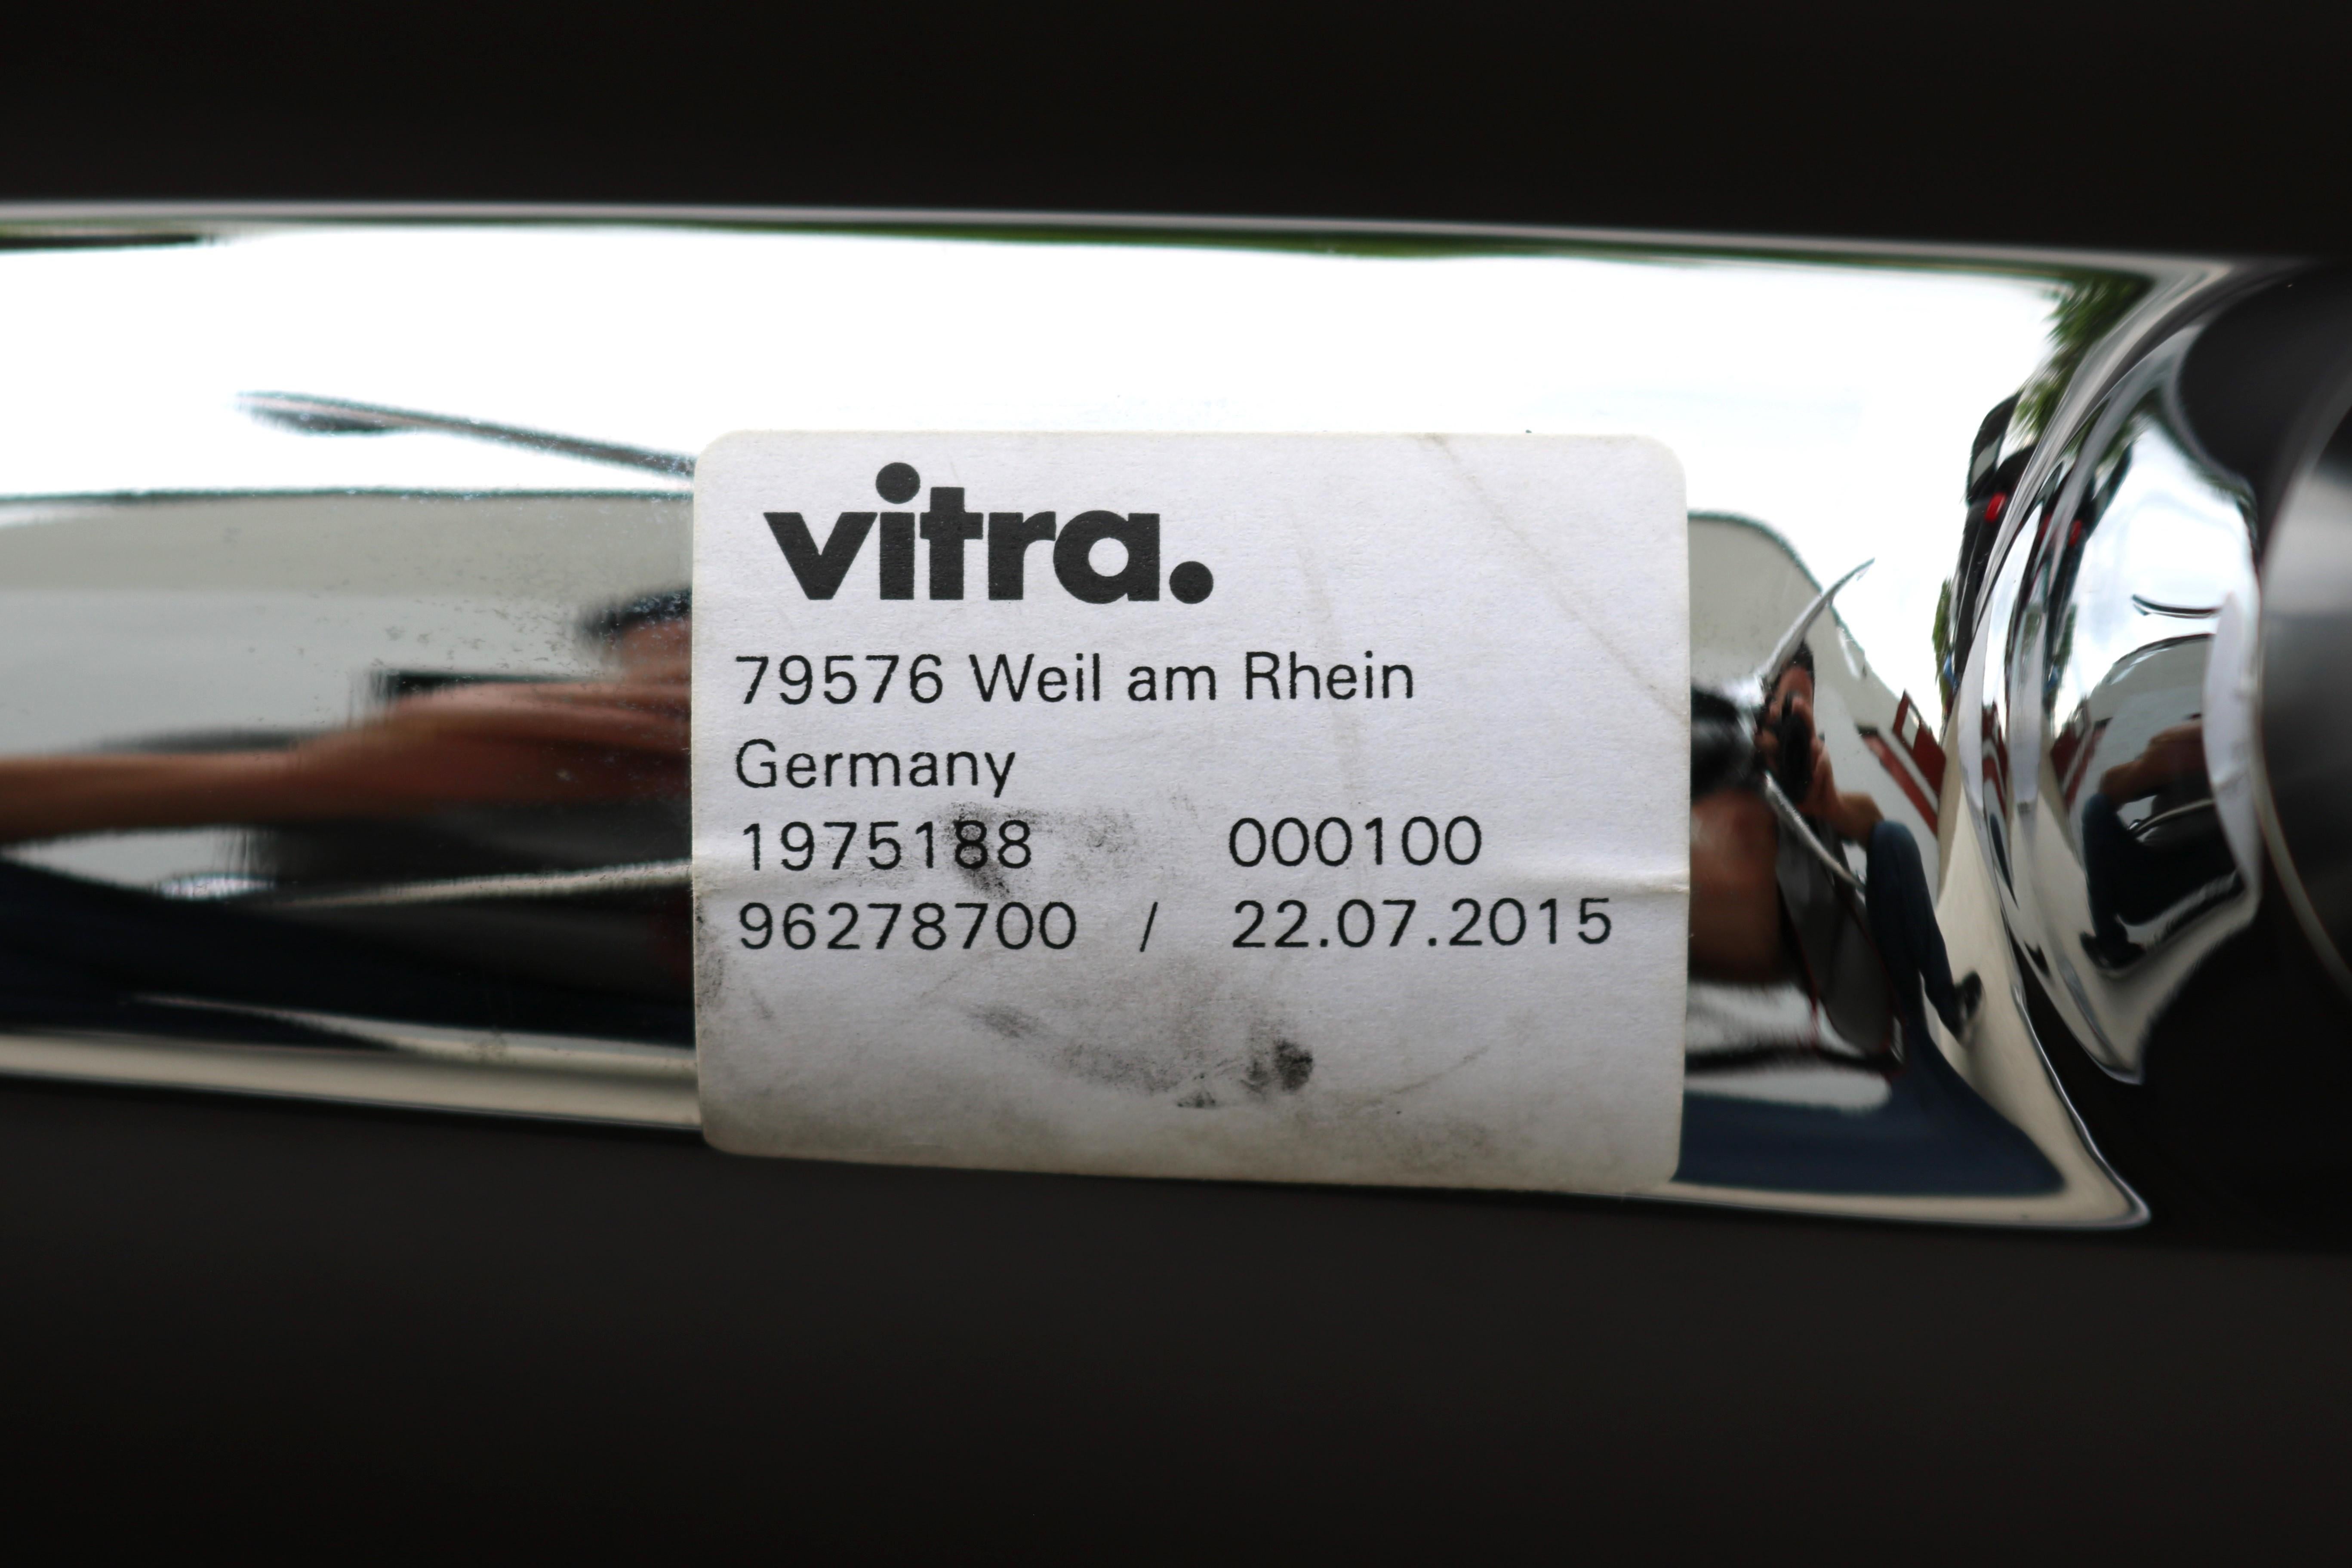 vitra.
79576 Weil am Rhein
Germany
1975188 000100
96278700 / 22.07.2015